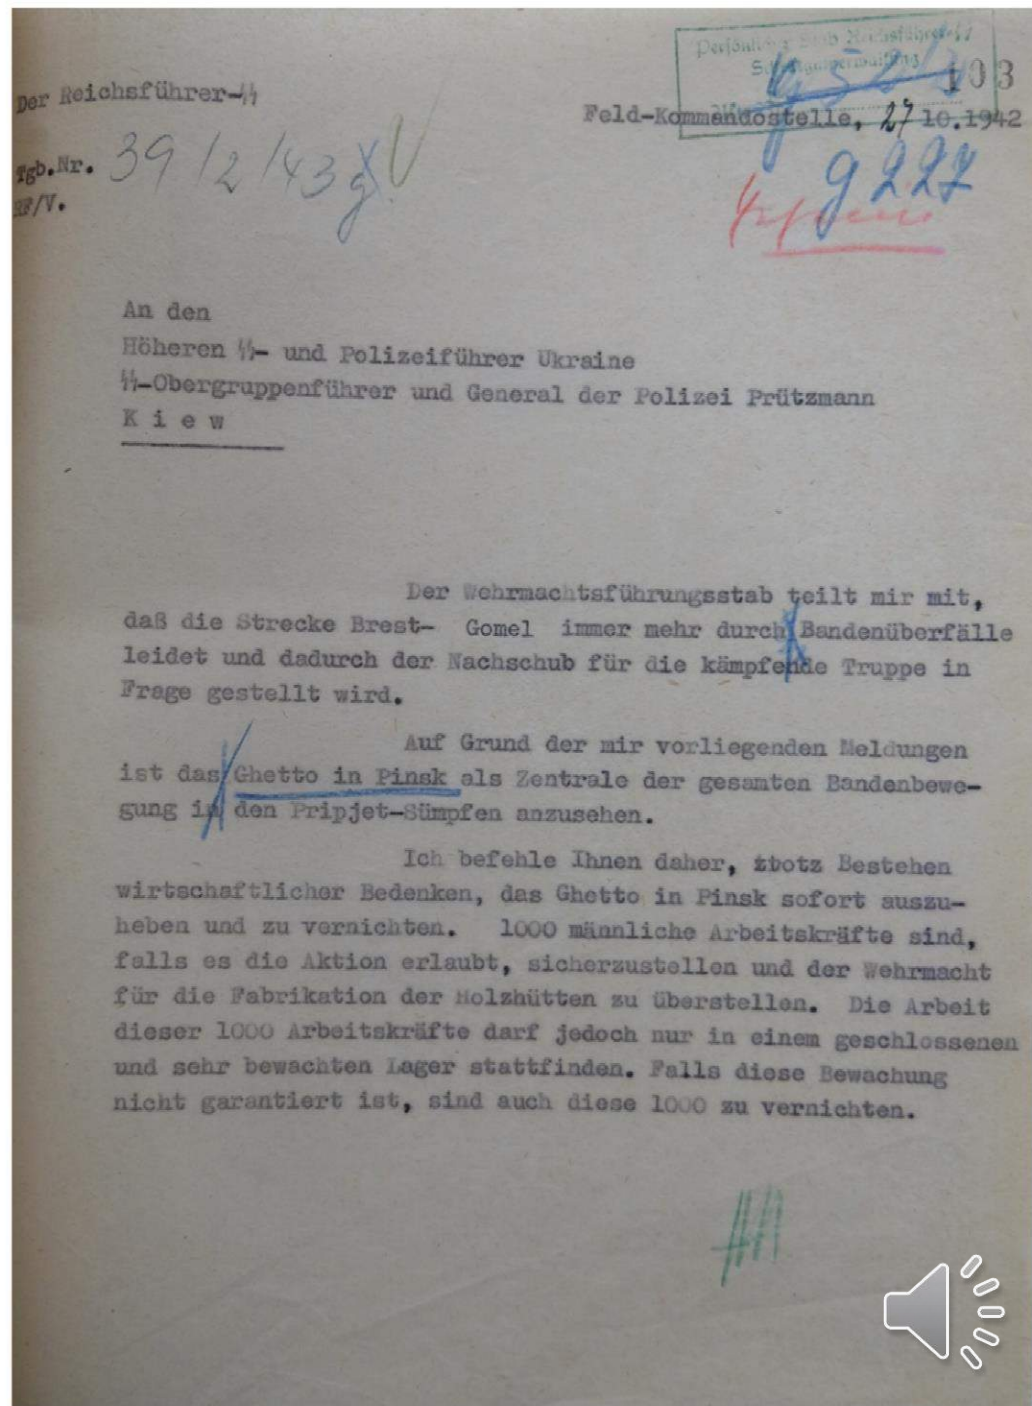 Persönlicher Stab Reichsführer-SS
Schriftgutverwaltung
103
Der Reichsführer-SS
Feld-Kommandostelle, 27 10.1942
Tgb.Nr. 39/2/43g
RF/V.
g 227
An den
Höheren SS- und Polizeiführer Ukraine
SS-Obergruppenführer und General der Polizei Prützmann
K i e w
Der Wehrmachtsführungsstab teilt mir mit,
daß die Strecke Brest- Gomel immer mehr durch Bandenüberfälle
leidet und dadurch der Nachschub für die kämpfende Truppe in
Frage gestellt wird.
Auf Grund der mir vorliegenden Meldungen
ist das Ghetto in Pinsk als Zentrale der gesamten Bandenbewe-
gung in den Pripjet-Sümpfen anzusehen.
Ich befehle Ihnen daher, trotz Bestehen
wirtschaftlicher Bedenken, das Ghetto in Pinsk sofort auszu-
heben und zu vernichten. 1000 männliche Arbeitskräfte sind,
falls es die Aktion erlaubt, sicherzustellen und der Wehrmacht
für die Fabrikation der Holzhütten zu überstellen. Die Arbeit
dieser 1000 Arbeitskräfte darf jedoch nur in einem geschlossenen
und sehr bewachten Lager stattfinden. Falls diese Bewachung
nicht garantiert ist, sind auch diese 1000 zu vernichten.